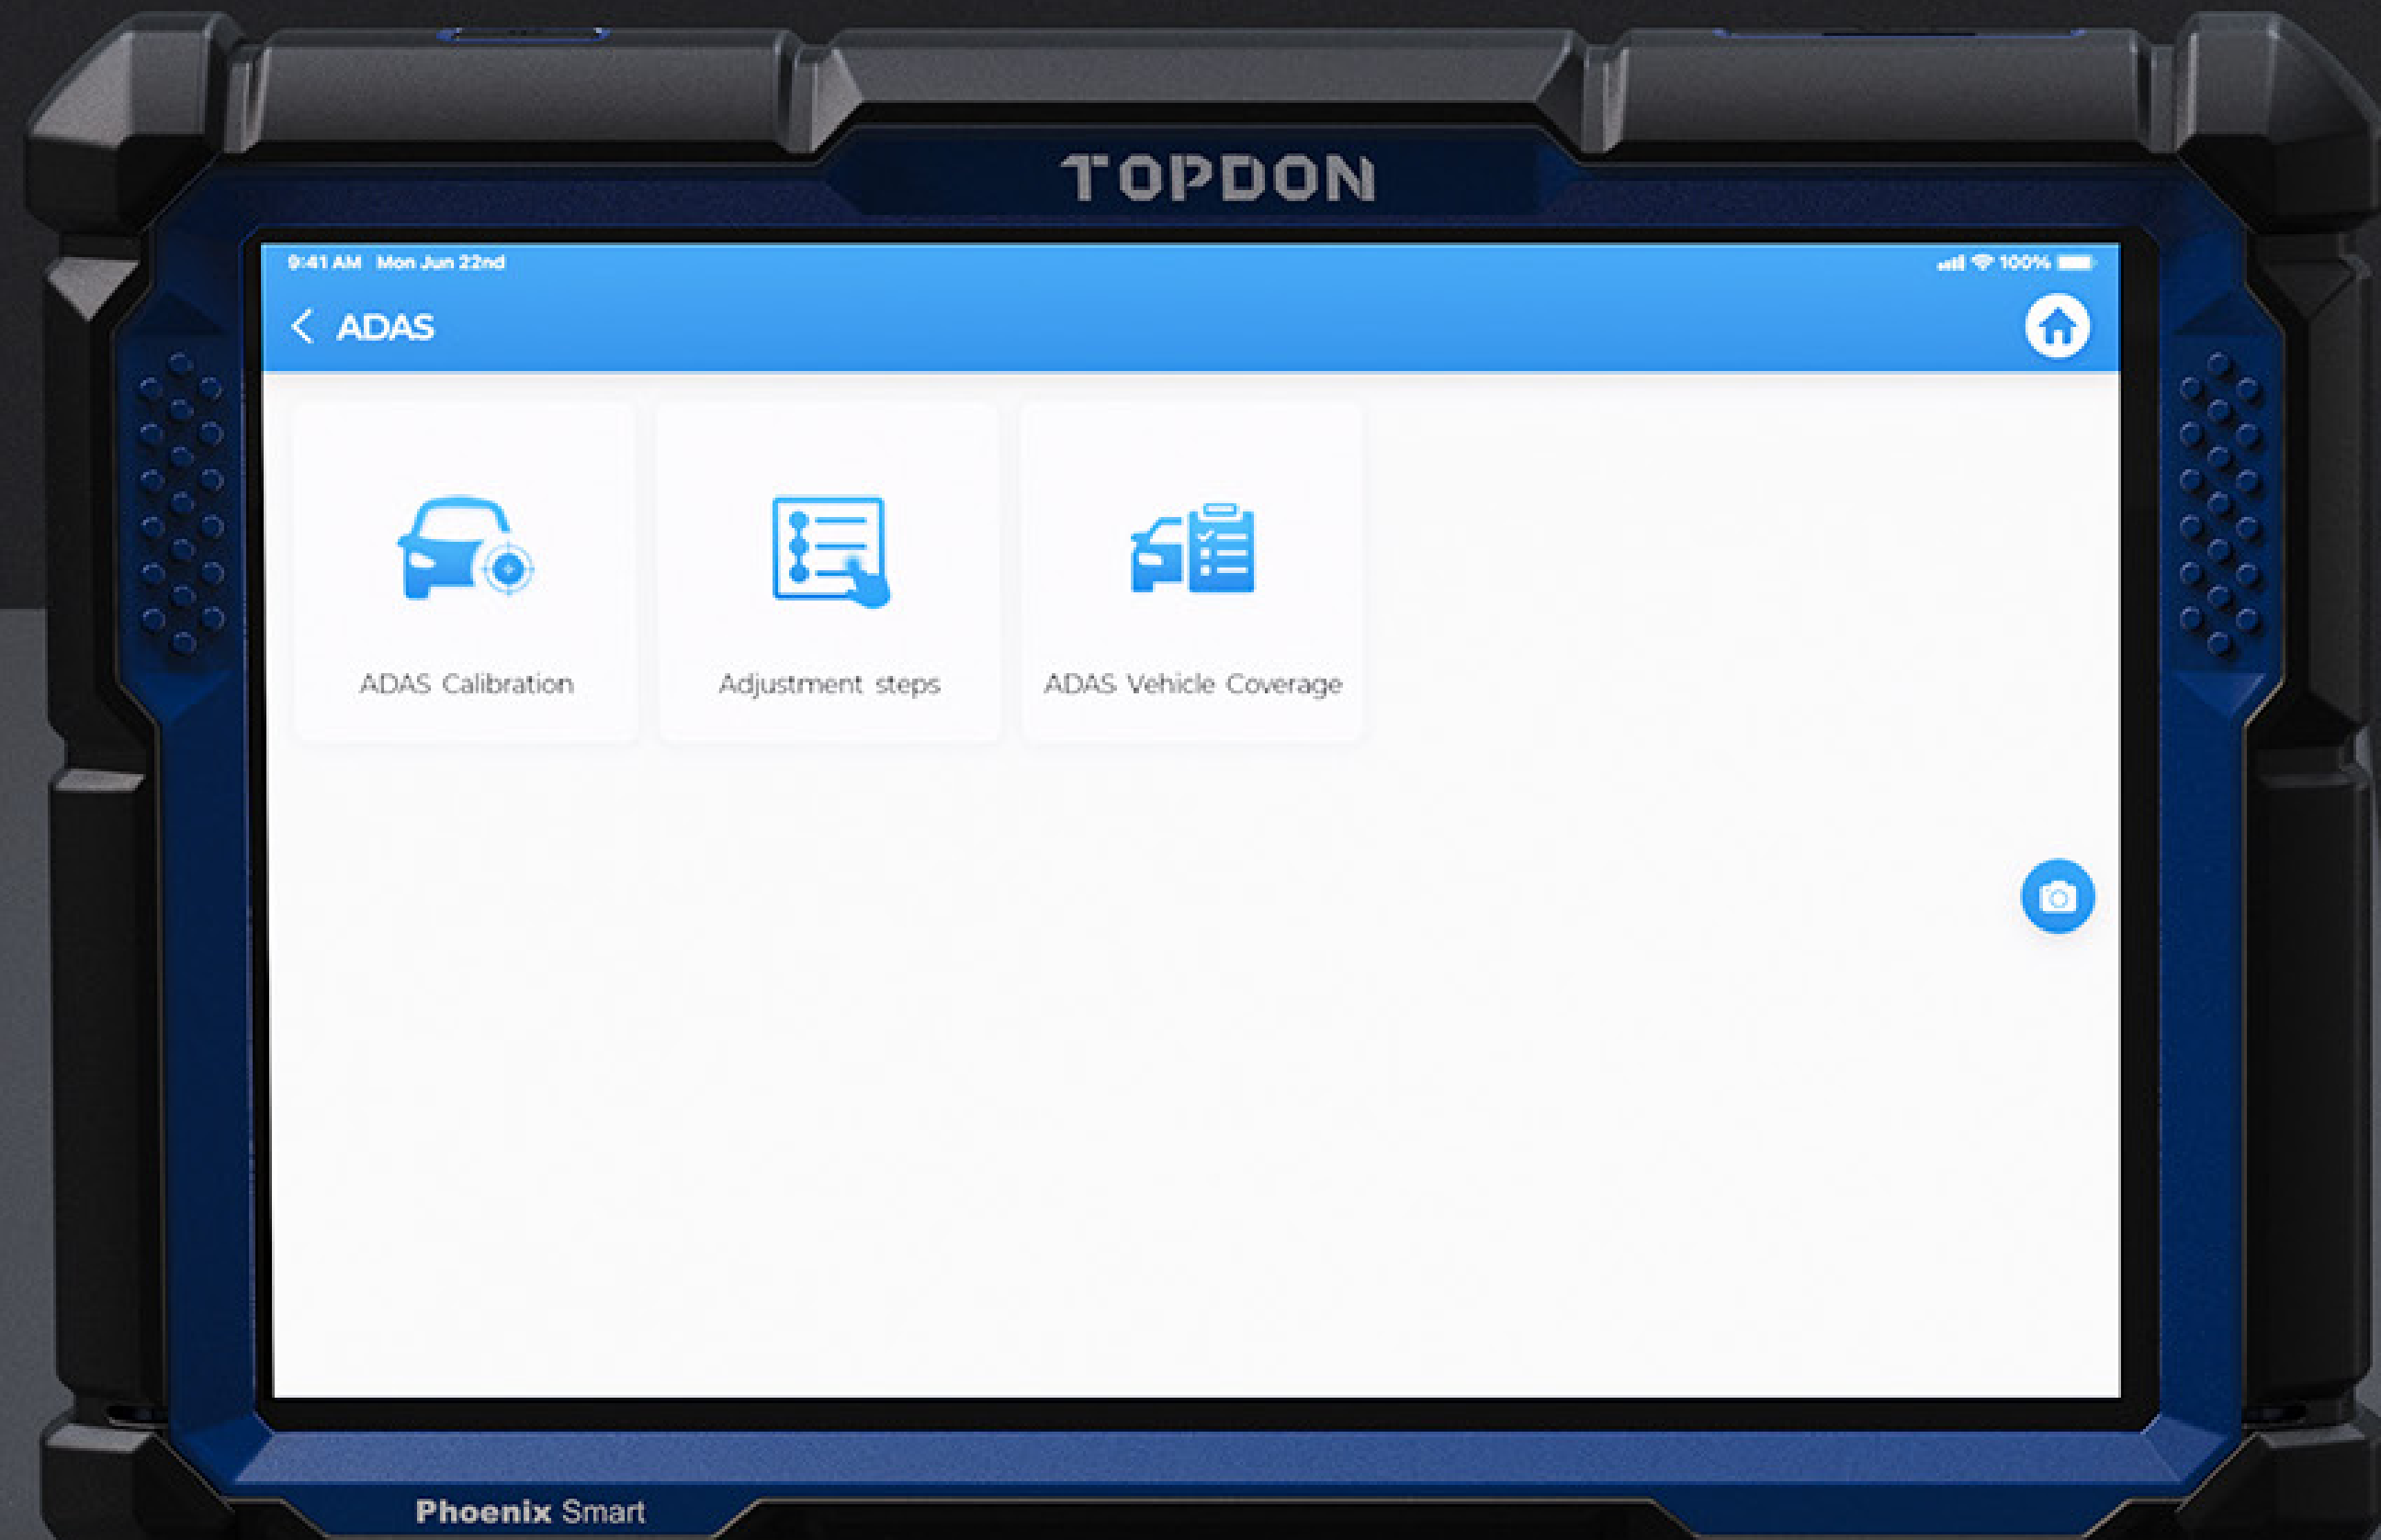 TOPDON
9:41 AM Mon Jun 22nd
100%
ADAS
ADAS Calibration
Adjustment steps
ADAS Vehicle Coverage
Phoenix Smart